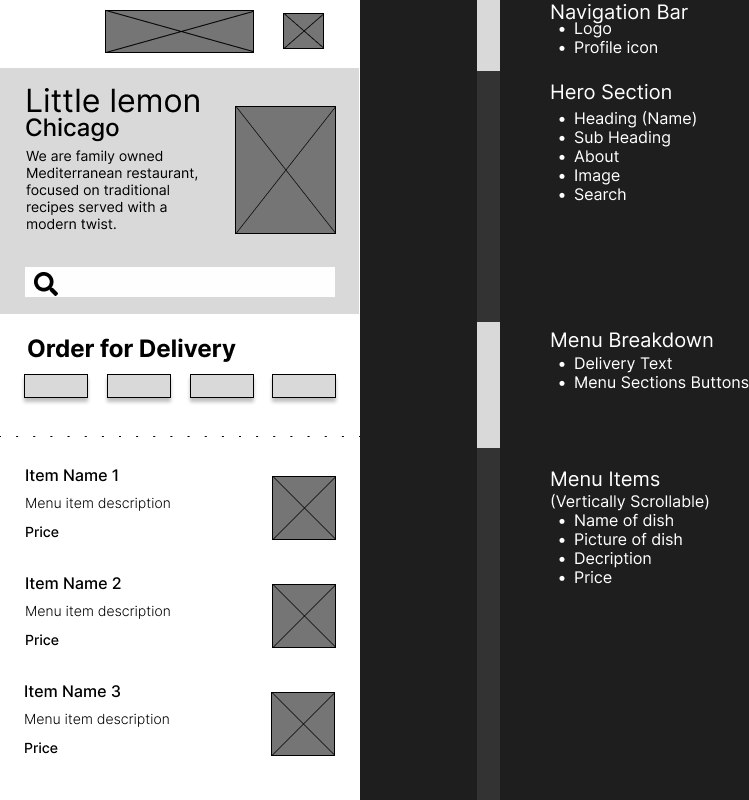 Little lemon
Chicago
We are family owned
Mediterranean restaurant,
focused on traditional
recipes served with a
modern twist.
Order for Delivery
Item Name 1
Menu item description
Price
Item Name 2
Menu item description
Price
Item Name 3
Menu item description
Price
Navigation Bar
• Logo
• Profile icon
Hero Section
• Heading (Name)
• Sub Heading
• About
• Image
• Search
Menu Breakdown
• Delivery Text
• Menu Sections Buttons
Menu Items
(Vertically Scrollable)
• Name of dish
• Picture of dish
• Decription
• Price